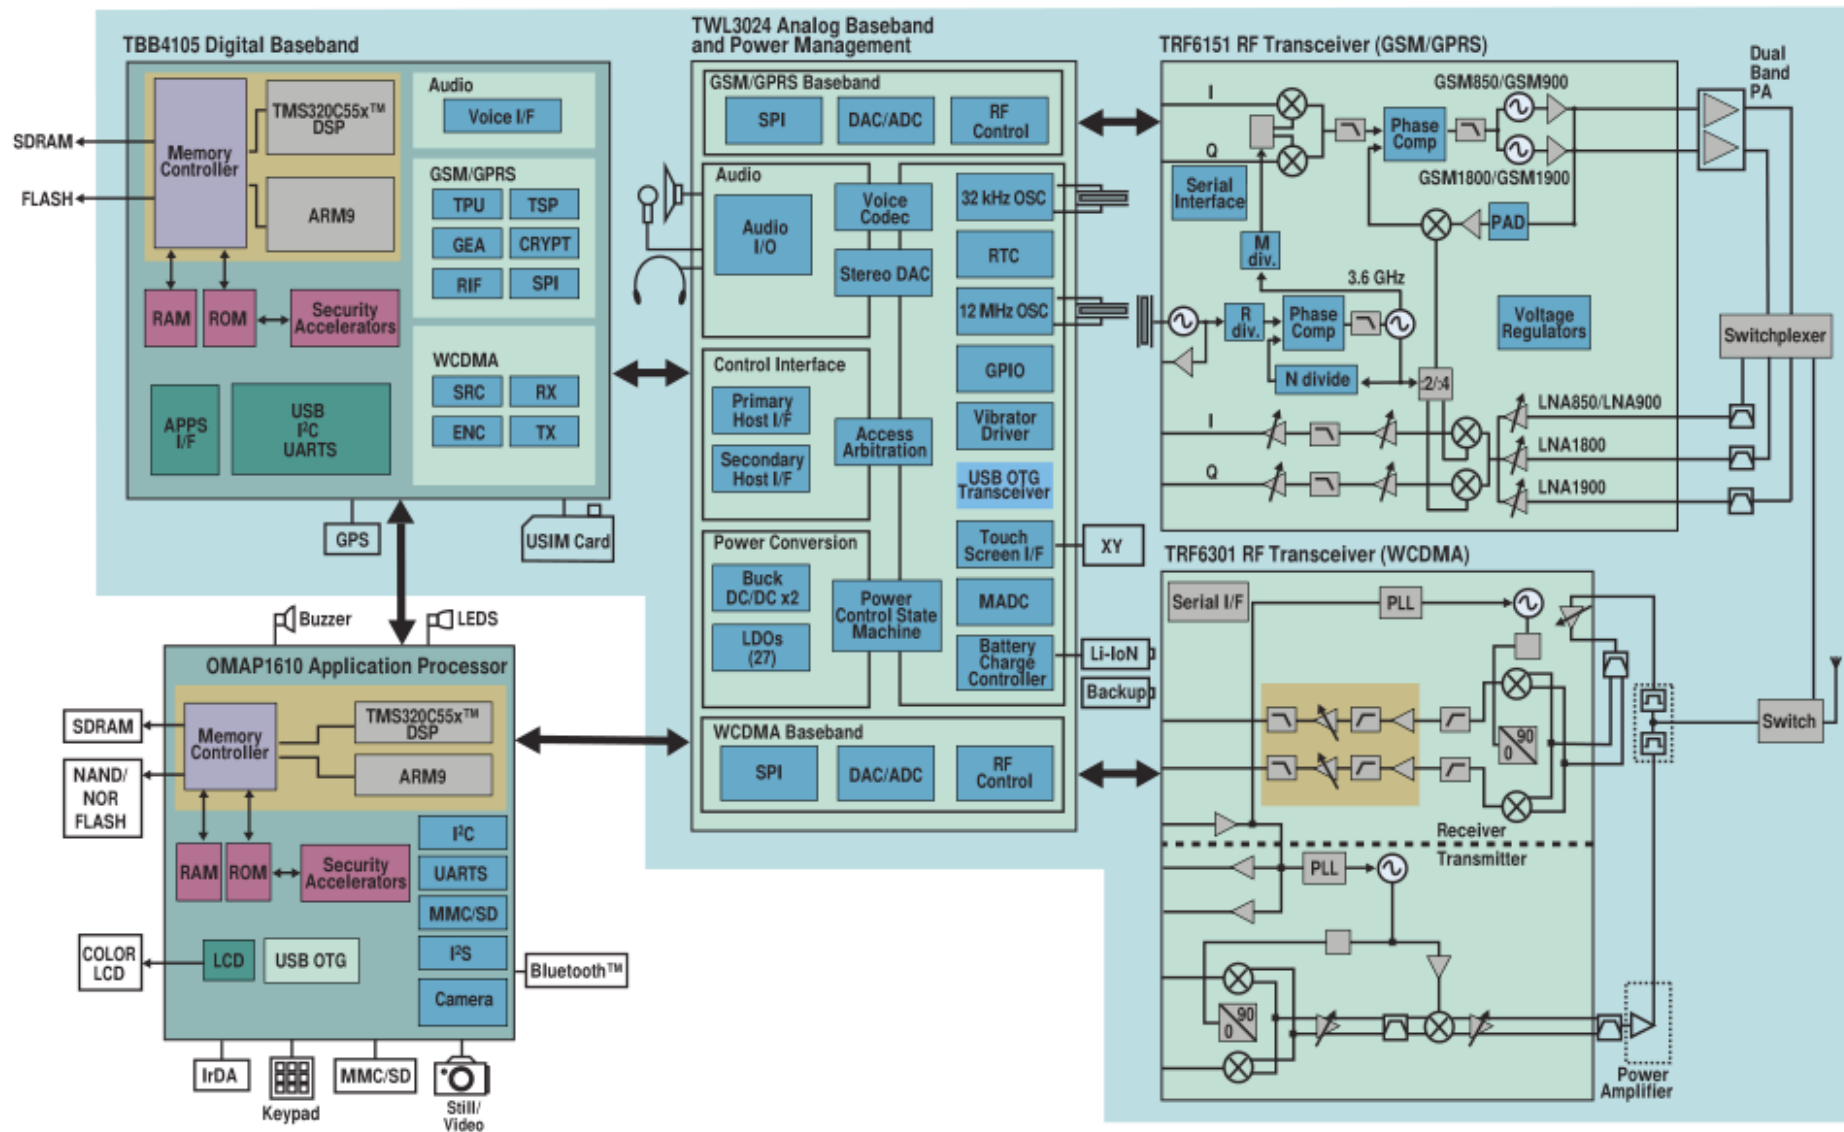 TBB4105 Digital Baseband
Memory
Controller
TMS320C55x™
DSP
ARM9
SDRAM
FLASH
RAM
ROM
Security
Accelerators
APPS
I/F
USB
I²C
UARTS
Audio
Voice I/F
GSM/GPRS
TPU
TSP
GEA
CRYPT
RIF
SPI
WCDMA
SRC
RX
ENC
TX
GPS
USIM Card
Buzzer
LEDS
OMAP1610 Application Processor
Memory
Controller
TMS320C55x™
DSP
ARM9
SDRAM
NAND/
NOR
FLASH
RAM
ROM
Security
Accelerators
I²C
UARTS
MMC/SD
I²S
Camera
LCD
USB OTG
COLOR
LCD
Bluetooth™
IrDA
Keypad
MMC/SD
Still/
Video
TWL3024 Analog Baseband
and Power Management
GSM/GPRS Baseband
SPI
DAC/ADC
RF
Control
Audio
Audio
I/O
Voice
Codec
Stereo DAC
32 kHz OSC
RTC
12 MHz OSC
GPIO
Vibrator
Driver
USB OTG
Transceiver
Touch
Screen I/F
MADC
Battery
Charge
Controller
Control Interface
Primary
Host I/F
Secondary
Host I/F
Access
Arbitration
Power Conversion
Buck
DC/DC x2
LDOs
(27)
Power
Control State
Machine
XY
Li-IoN
Backup
WCDMA Baseband
SPI
DAC/ADC
RF
Control
TRF6151 RF Transceiver (GSM/GPRS)
I
Q
Serial
Interface
Phase
Comp
GSM850/GSM900
GSM1800/GSM1900
PAD
M
div.
3.6 GHz
R
div.
Phase
Comp
N divide
:2/:4
Voltage
Regulators
I
Q
LNA850/LNA900
LNA1800
LNA1900
Dual
Band
PA
Switchplexer
Switch
TRF6301 RF Transceiver (WCDMA)
Serial I/F
PLL
90
0
Receiver
Transmitter
PLL
90
0
Power
Amplifier